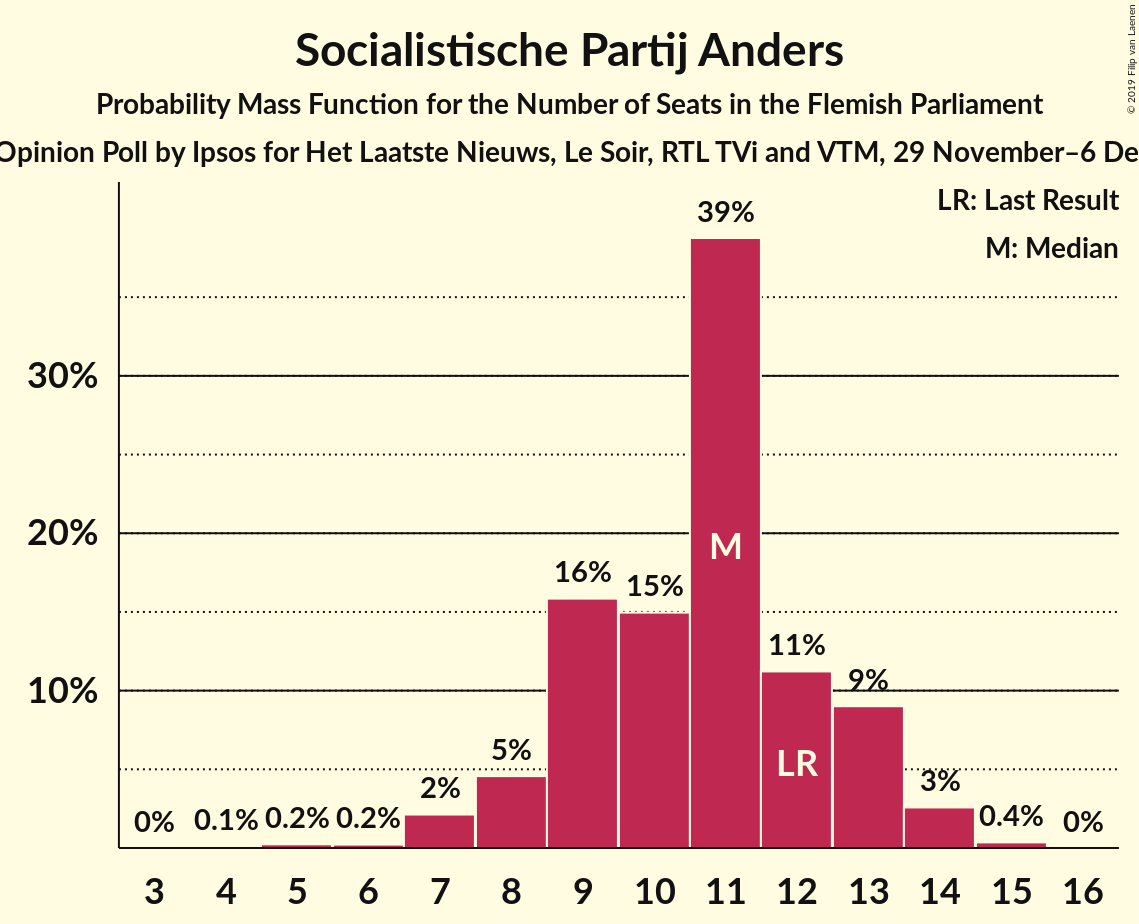 Socialistische Partij Anders
Probability Mass Function for the Number of Seats in the Flemish Parliament
Opinion Poll by Ipsos for Het Laatste Nieuws, Le Soir, RTL TVi and VTM, 29 November–6 De
© 2019 Filip van Laenen
LR: Last Result
M: Median
39%
30%
20%
10%
M
16%
15%
11%
9%
LR
5%
2%
3%
0%
0.1%
0.2%
0.2%
0.4%
0%
3 4 5 6 7 8 9 10 11 12 13 14 15 16